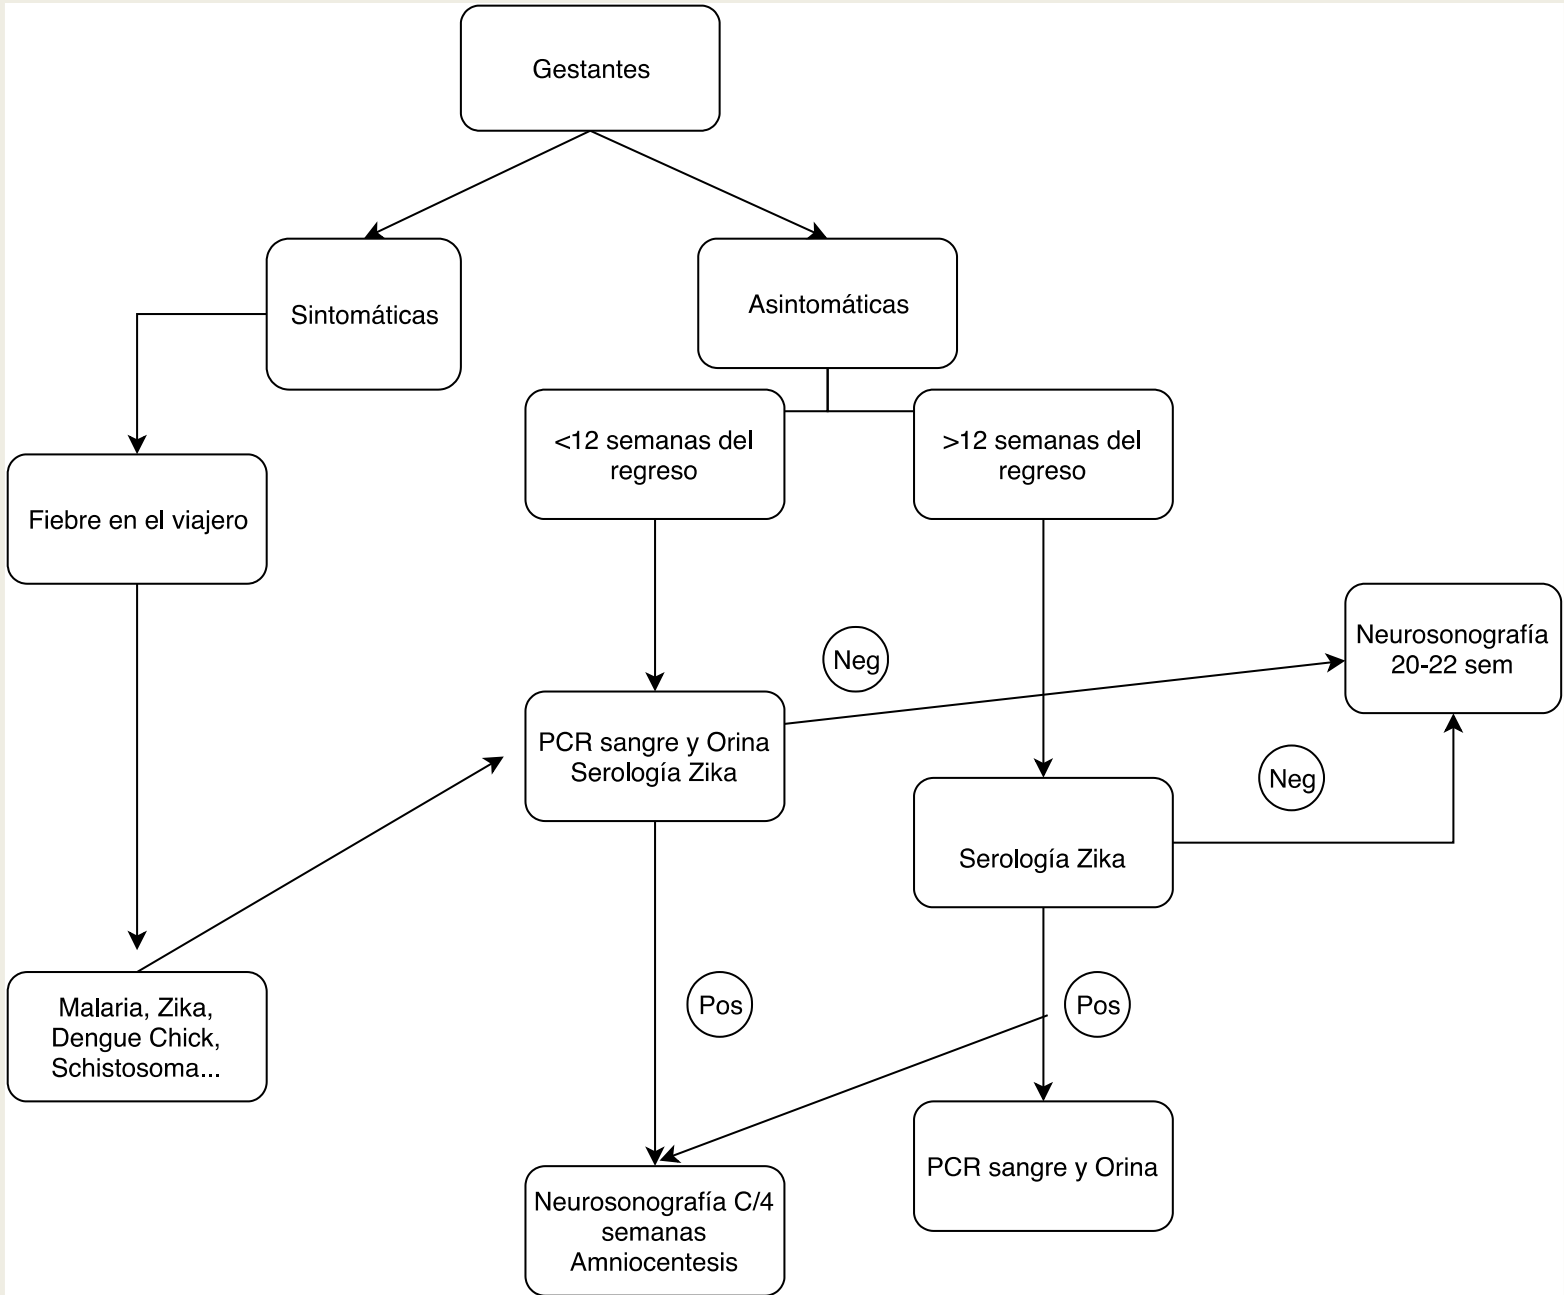 Gestantes
Sintomáticas
Asintomáticas
<12 semanas del
regreso
>12 semanas del
regreso
Fiebre en el viajero
Neurosonografía
20-22 sem
Neg
PCR sangre y Orina
Serología Zika
Neg
Serología Zika
Malaria, Zika,
Dengue Chick,
Schistosoma...
Pos
Pos
PCR sangre y Orina
Neurosonografía C/4
semanas
Amniocentesis